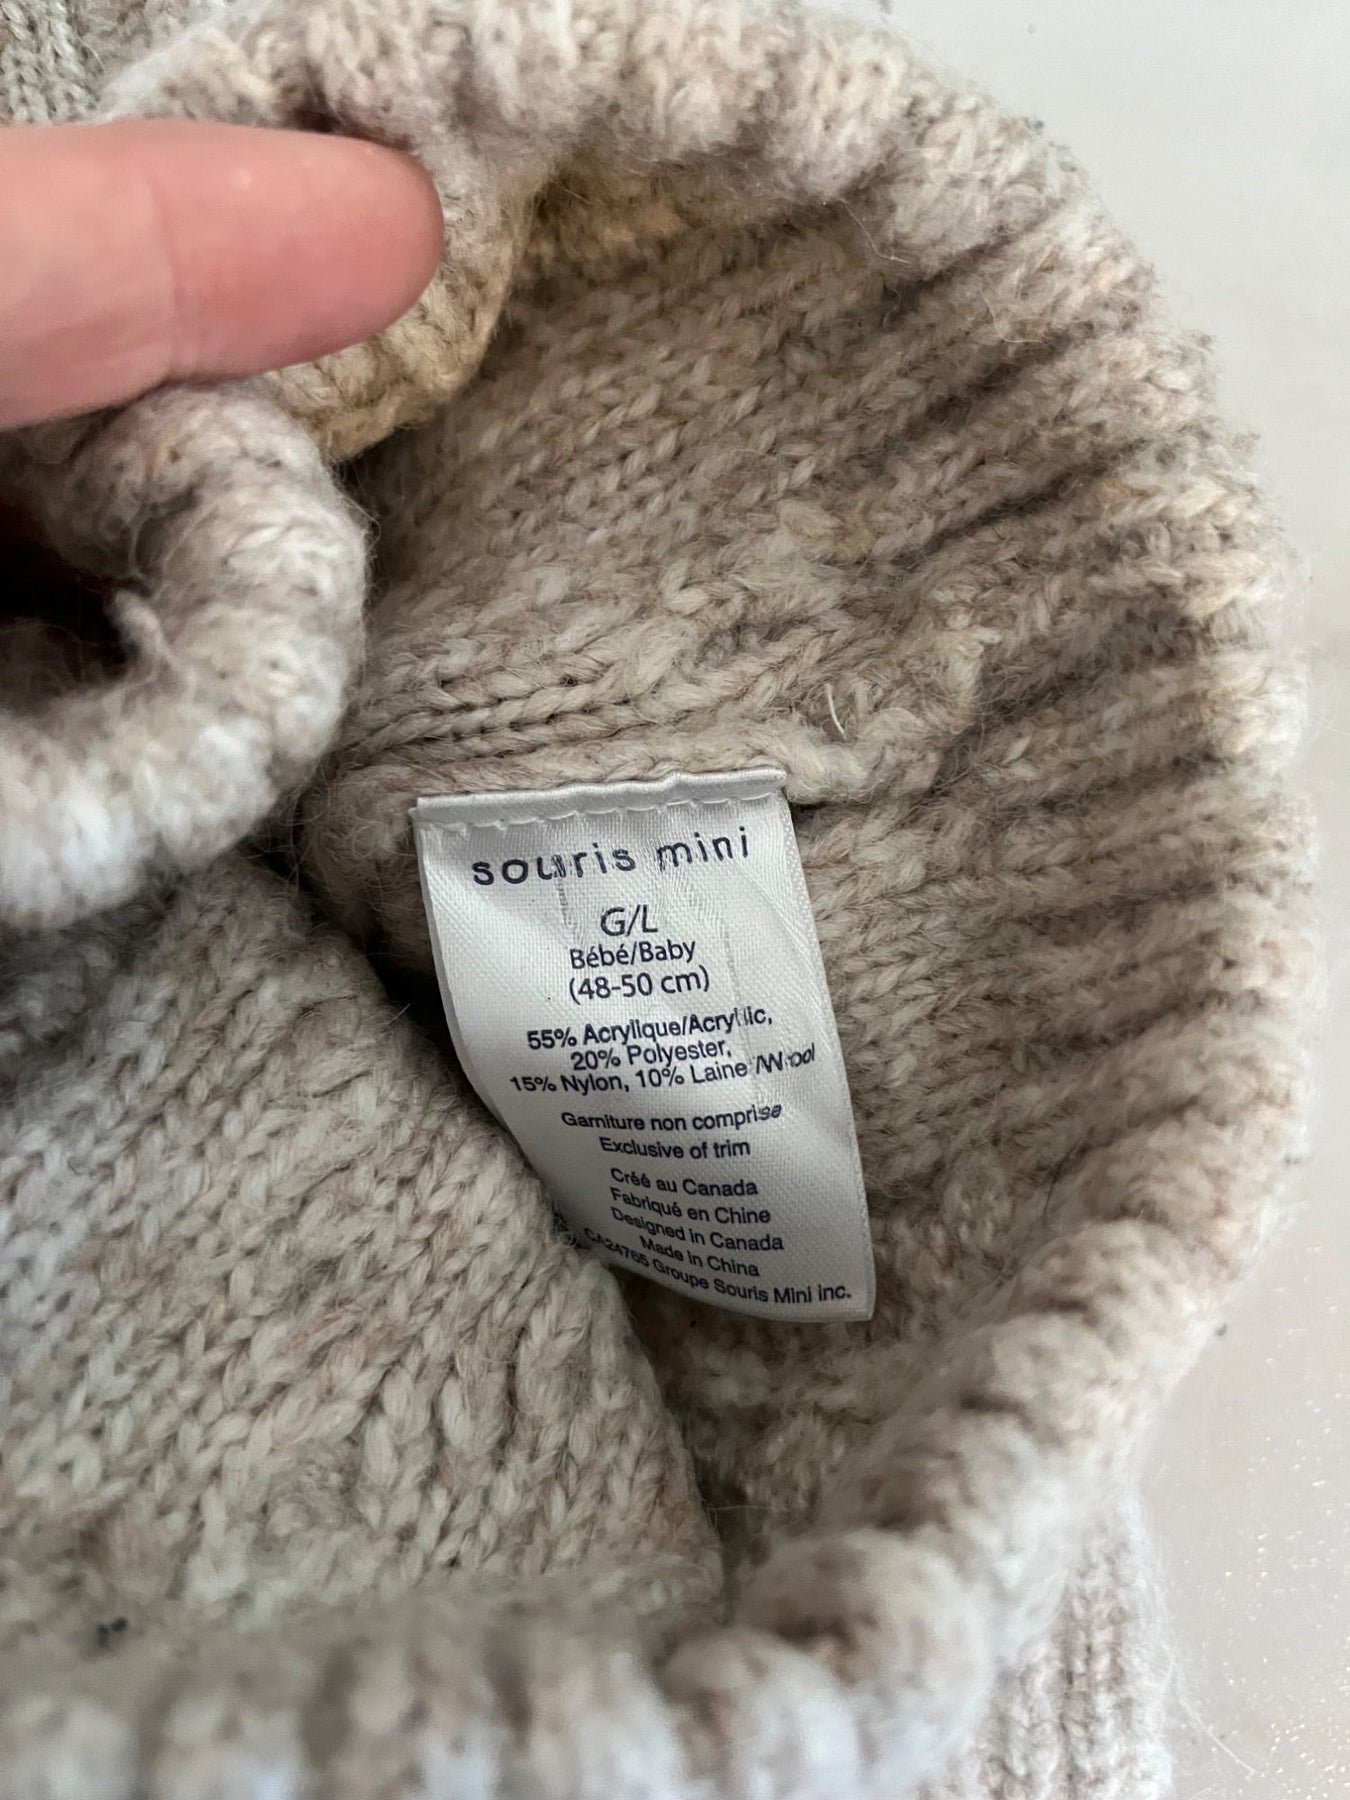 souris mini
G/L
Bébé/Baby
(48-50 cm)
55% Acrylique/Acrylic,
20% Polyester,
15% Nylon, 10% Laine/Wool
Garniture non comprise
Exclusive of trim
Créé au Canada
Fabriqué en Chine
Designed in Canada
Made in China
CA24765 Groupe Souris Mini inc.